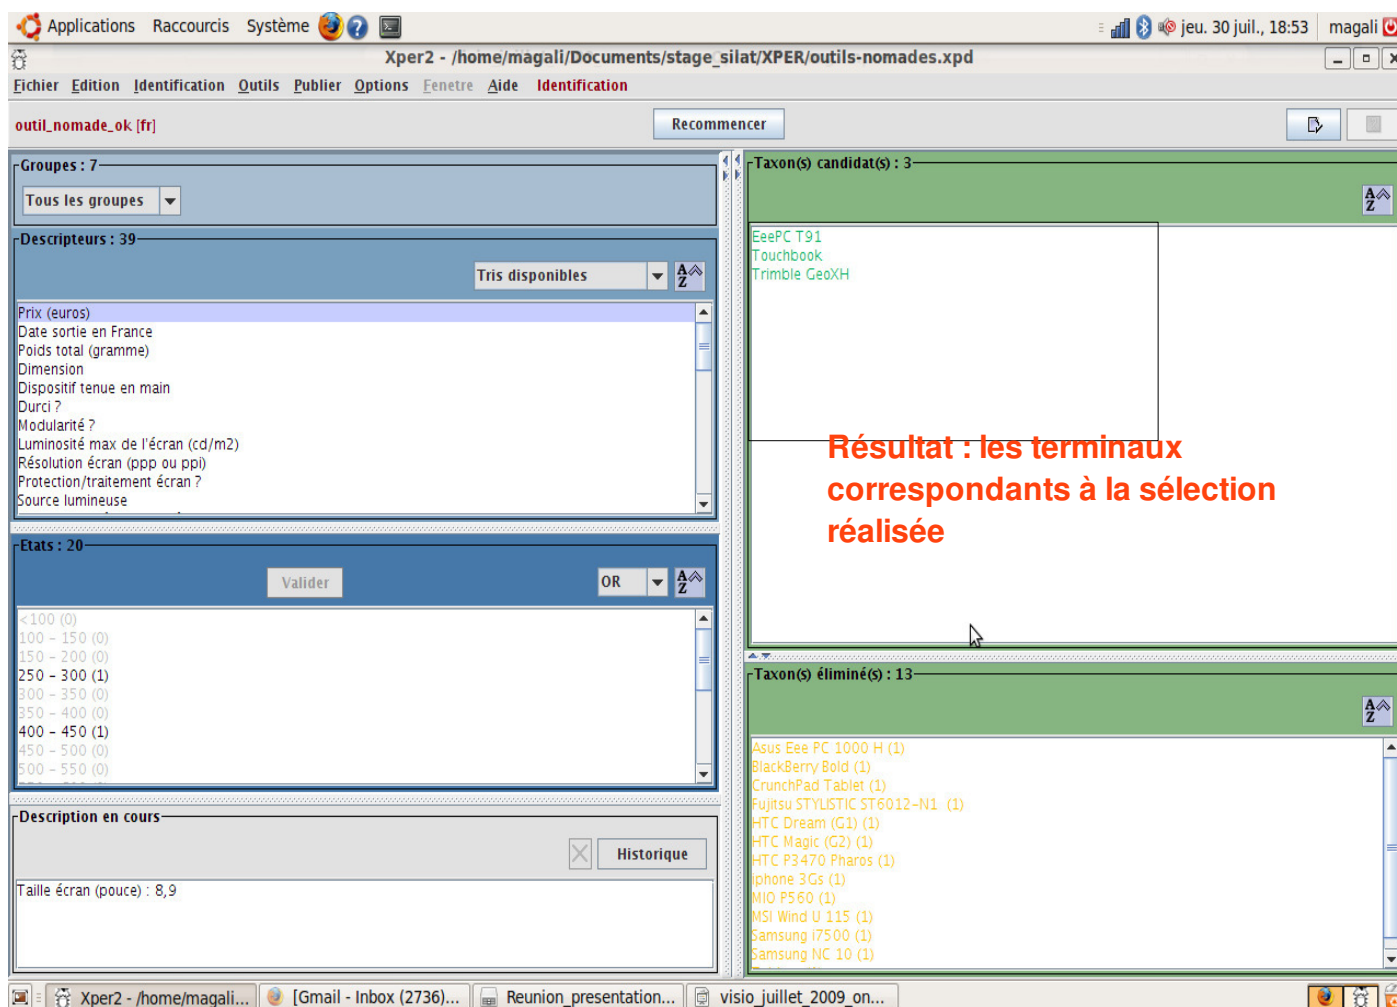 Applications Raccourcis Système jeu. 30 juil., 18:53 magali
Xper2 - /home/magali/Documents/stage_silat/XPER/outils-nomades.xpd
Fichier Edition Identification Outils Publier Options Fenetre Aide Identification
outil_nomade_ok [fr] Recommencer
Groupes : 7
Tous les groupes
Descripteurs : 39
Tris disponibles
Prix (euros)
Date sortie en France
Poids total (gramme)
Dimension
Dispositif tenue en main
Durci ?
Modularité ?
Luminosité max de l'écran (cd/m2)
Résolution écran (ppp ou ppi)
Protection/traitement écran ?
Source lumineuse
Etats : 20
Valider OR
<100 (0)
100 - 150 (0)
150 - 200 (0)
250 - 300 (1)
300 - 350 (0)
350 - 400 (0)
400 - 450 (1)
450 - 500 (0)
500 - 550 (0)
Description en cours
Historique
Taille écran (pouce) : 8,9
Taxon(s) candidat(s) : 3
EeePC T91
Touchbook
Trimble GeoXH
Résultat : les terminaux
correspondants à la sélection
réalisée
Taxon(s) éliminé(s) : 13
Asus Eee PC 1000 H (1)
BlackBerry Bold (1)
CrunchPad Tablet (1)
Fujitsu STYLISTIC ST6012-N1 (1)
HTC Dream (G1) (1)
HTC Magic (G2) (1)
HTC P3470 Pharos (1)
iphone 3Gs (1)
MIO P560 (1)
MSI Wind U 115 (1)
Samsung i7500 (1)
Samsung NC 10 (1)
Xper2 - /home/magali... [Gmail - Inbox (2736)... Reunion_presentation... visio_juillet_2009_on...